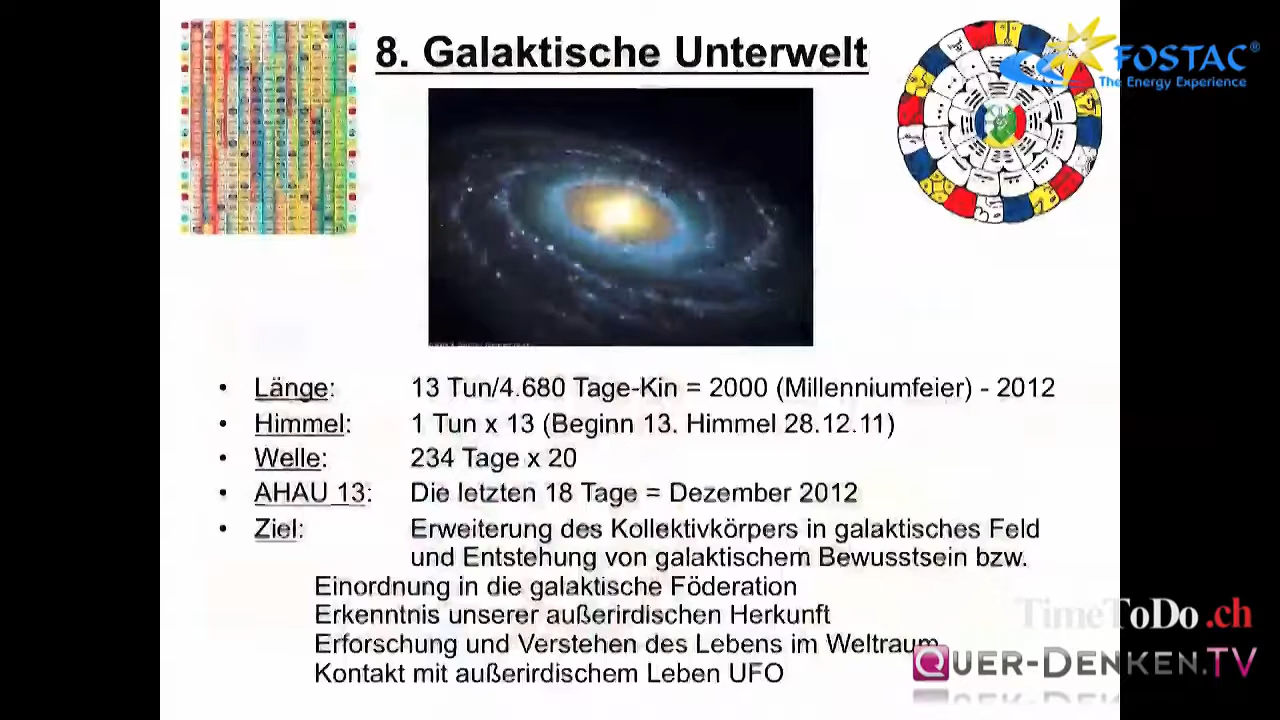 8. Galaktische Unterwelt
FOSTAC®
The Energy Experience
• Länge: 13 Tun/4.680 Tage-Kin = 2000 (Millenniumfeier) - 2012
• Himmel: 1 Tun x 13 (Beginn 13. Himmel 28.12.11)
• Welle: 234 Tage x 20
• AHAU 13: Die letzten 18 Tage = Dezember 2012
• Ziel: Erweiterung des Kollektivkörpers in galaktisches Feld
und Entstehung von galaktischem Bewusstsein bzw.
Einordnung in die galaktische Föderation
Erkenntnis unserer außerirdischen Herkunft
Erforschung und Verstehen des Lebens im Weltraum
Kontakt mit außerirdischem Leben UFO
TimeToDo.ch
QUER-DENKEN.TV